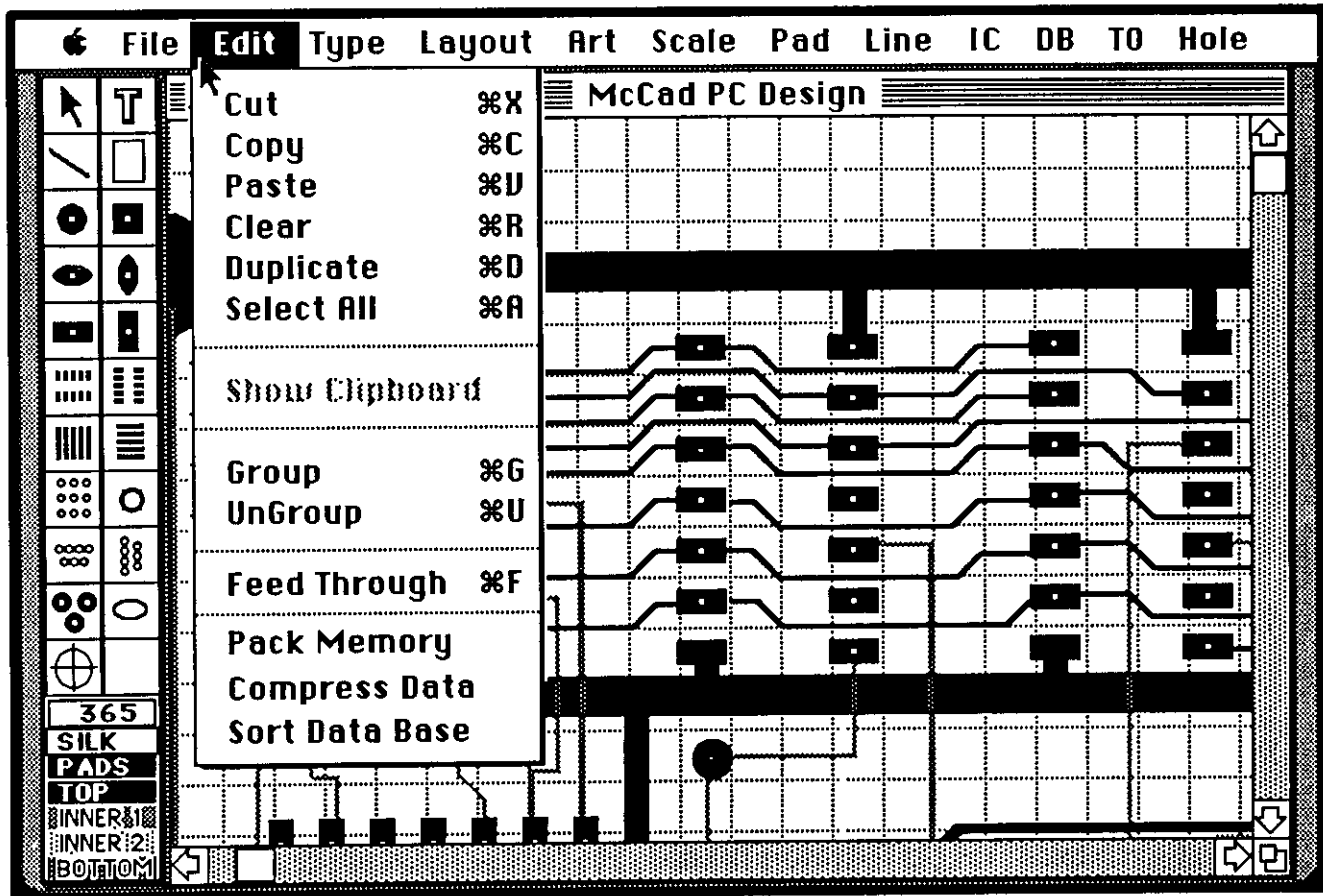 File Edit Type Layout Art Scale Pad Line IC DB TO Hole
McCad PC Design
T
Cut ⌘X
Copy ⌘C
Paste ⌘V
Clear ⌘R
Duplicate ⌘D
Select All ⌘A
Show Clipboard
Group ⌘G
UnGroup ⌘U
Feed Through ⌘F
Pack Memory
Compress Data
Sort Data Base
365
SILK
PADS
TOP
INNER 1
INNER 2
BOTTOM